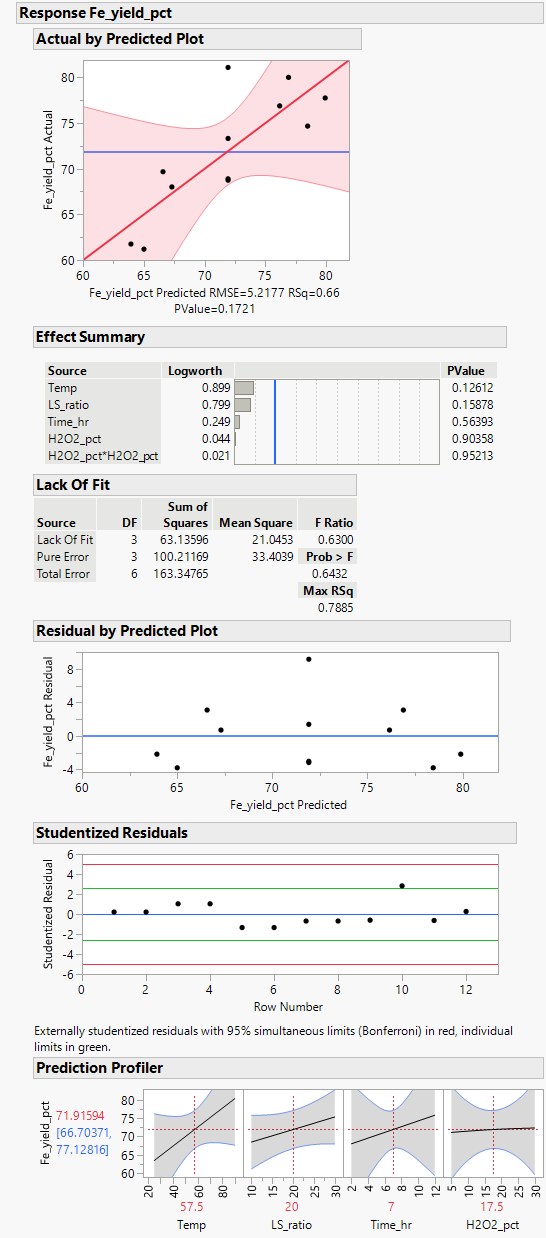 Response Fe_yield_pct
Actual by Predicted Plot
Fe_yield_pct Actual
80
75
70
65
60
60 65 70 75 80
Fe_yield_pct Predicted RMSE=5.2177 RSq=0.66
PValue=0.1721
Effect Summary
Source Logworth PValue
Temp 0.899 0.12612
LS_ratio 0.799 0.15878
Time_hr 0.249 0.56393
H2O2_pct 0.044 0.90358
H2O2_pct*H2O2_pct 0.021 0.95213
Lack Of Fit
Source DF Sum of Squares Mean Square F Ratio
Lack Of Fit 3 63.13596 21.0453 0.6300
Pure Error 3 100.21169 33.4039 Prob > F
Total Error 6 163.34765 0.6432
Max RSq
0.7885
Residual by Predicted Plot
Fe_yield_pct Residual
8
4
0
-4
60 65 70 75 80
Fe_yield_pct Predicted
Studentized Residuals
Studentized Residual
6
4
2
0
-2
-4
-6
0 2 4 6 8 10 12
Row Number
Externally studentized residuals with 95% simultaneous limits (Bonferroni) in red, individual
limits in green.
Prediction Profiler
Fe_yield_pct
71.91594
[66.70371,
77.12816]
80
75
70
65
60
20 40 60 80 10 15 20 25 30 2 4 6 8 10 12 5 10 15 20 25 30
57.5 20 7 17.5
Temp LS_ratio Time_hr H2O2_pct